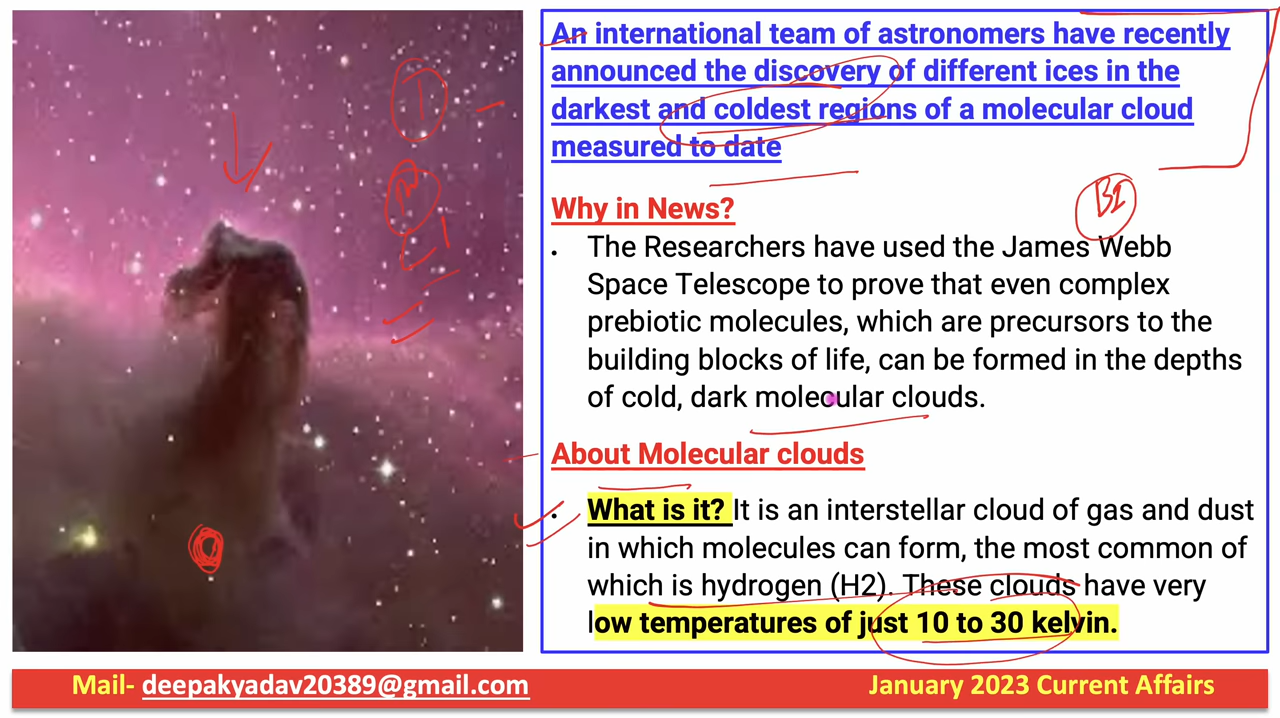 An international team of astronomers have recently
announced the discovery of different ices in the
darkest and coldest regions of a molecular cloud
measured to date
Why in News?
• The Researchers have used the James Webb
Space Telescope to prove that even complex
prebiotic molecules, which are precursors to the
building blocks of life, can be formed in the depths
of cold, dark molecular clouds.
About Molecular clouds
• What is it? It is an interstellar cloud of gas and dust
in which molecules can form, the most common of
which is hydrogen (H2). These clouds have very
low temperatures of just 10 to 30 kelvin.
Mail- deepakyadav20389@gmail.com
January 2023 Current Affairs